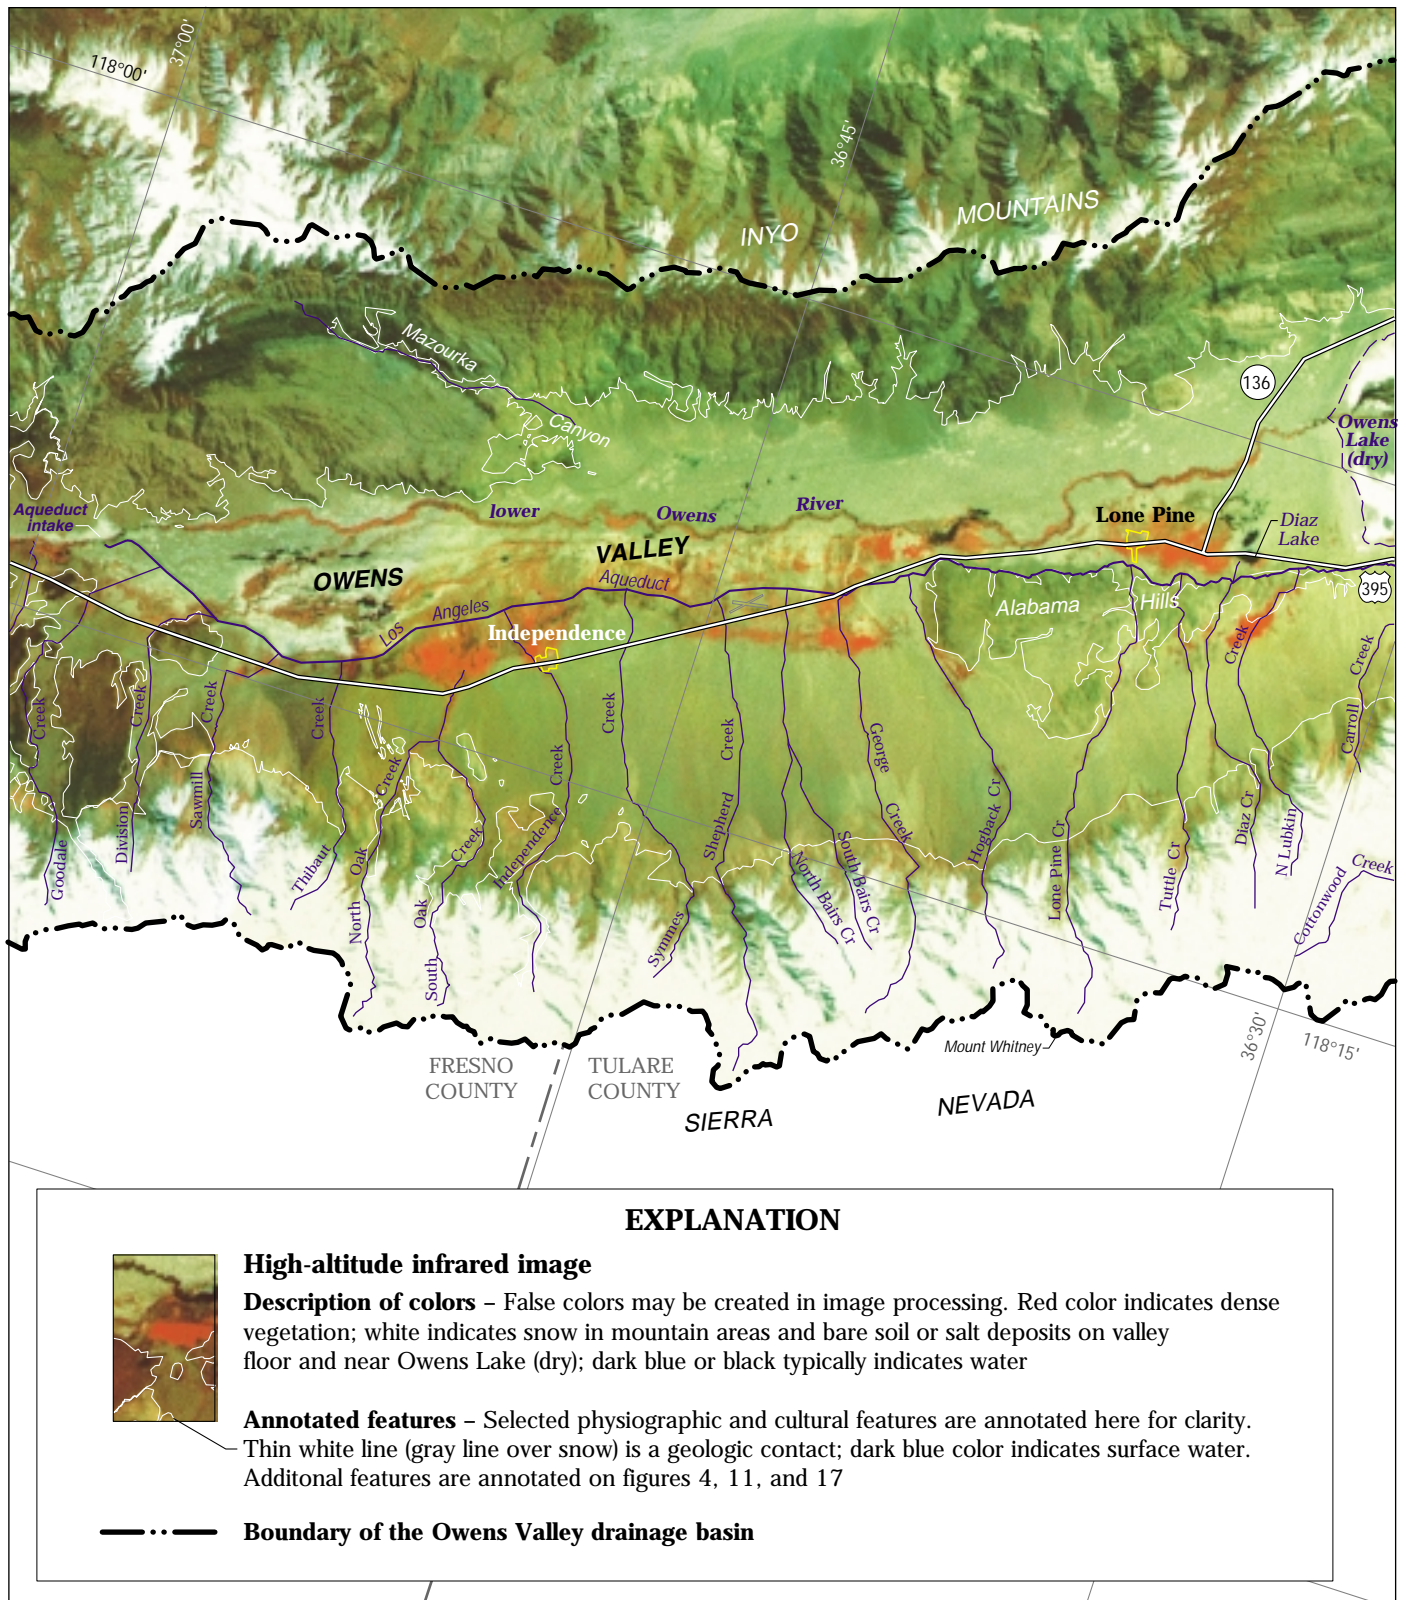 37°00'
118°00'
36°45'
INYO
MOUNTAINS
Mazourka
Canyon
136
Owens
Lake
(dry)
Aqueduct
intake
lower
Owens
River
Lone Pine
Diaz
Lake
OWENS
VALLEY
Los
Angeles
Aqueduct
395
Independence
Alabama
Hills
Creek
Creek
Creek
Creek
Creek
Creek
Creek
Creek
Creek
George
Creek
Creek
Creek
Carroll
Goodale
Division
Sawmill
Thibaut
North
Oak
South
Oak
Independence
Symmes
Shepherd
North Bairs Cr
South Bairs Cr
Creek
Hogback Cr
Lone Pine Cr
Tuttle Cr
Diaz Cr
N Lubkin
Cottonwood
Creek
Mount Whitney
36°30'
118°15'
FRESNO
COUNTY
TULARE
COUNTY
SIERRA
NEVADA
EXPLANATION
High-altitude infrared image
Description of colors – False colors may be created in image processing. Red color indicates dense
vegetation; white indicates snow in mountain areas and bare soil or salt deposits on valley
floor and near Owens Lake (dry); dark blue or black typically indicates water
Annotated features – Selected physiographic and cultural features are annotated here for clarity.
Thin white line (gray line over snow) is a geologic contact; dark blue color indicates surface water.
Additonal features are annotated on figures 4, 11, and 17
Boundary of the Owens Valley drainage basin